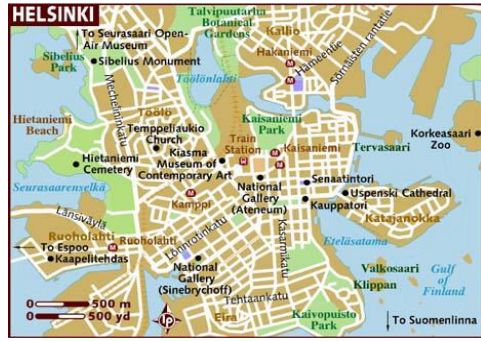 HELSINKI
Talvipuutarha
Botanical
Gardens
Kallio
Hakaniemi
Hämeentie
Sörnäisten rantatie
To Seurasaari Open-
Air Museum
Sibelius
Park
Sibelius Monument
Töölönlahti
Mechelininkatu
Hietaniemi
Beach
Töölö
Temppeliaukio
Church
Kaisaniemi
Park
Hietaniemi
Cemetery
Kiasma
Museum of
Contemporary Art
Train
Station
Kaisaniemi
Tervasaari
Korkeasaari
Zoo
Seurasaarenselkä
Senaatintori
National
Gallery
(Ateneum)
Uspenski Cathedral
Kauppatori
Katajanokka
Kamppi
Länsiväylä
Ruoholahti
Ruoholahti
To Espoo
Kaapelitehdas
Lönnrotinkatu
Kasarmikatu
Eteläsatama
National
Gallery
(Sinebrychoff)
Valkosaari
Klippan
Gulf
of
Finland
Tehtaankatu
Eira
Kaivopuisto
Park
To Suomenlinna
0 500 m
0 500 yd
lp
M
M
M
M
M
M
R